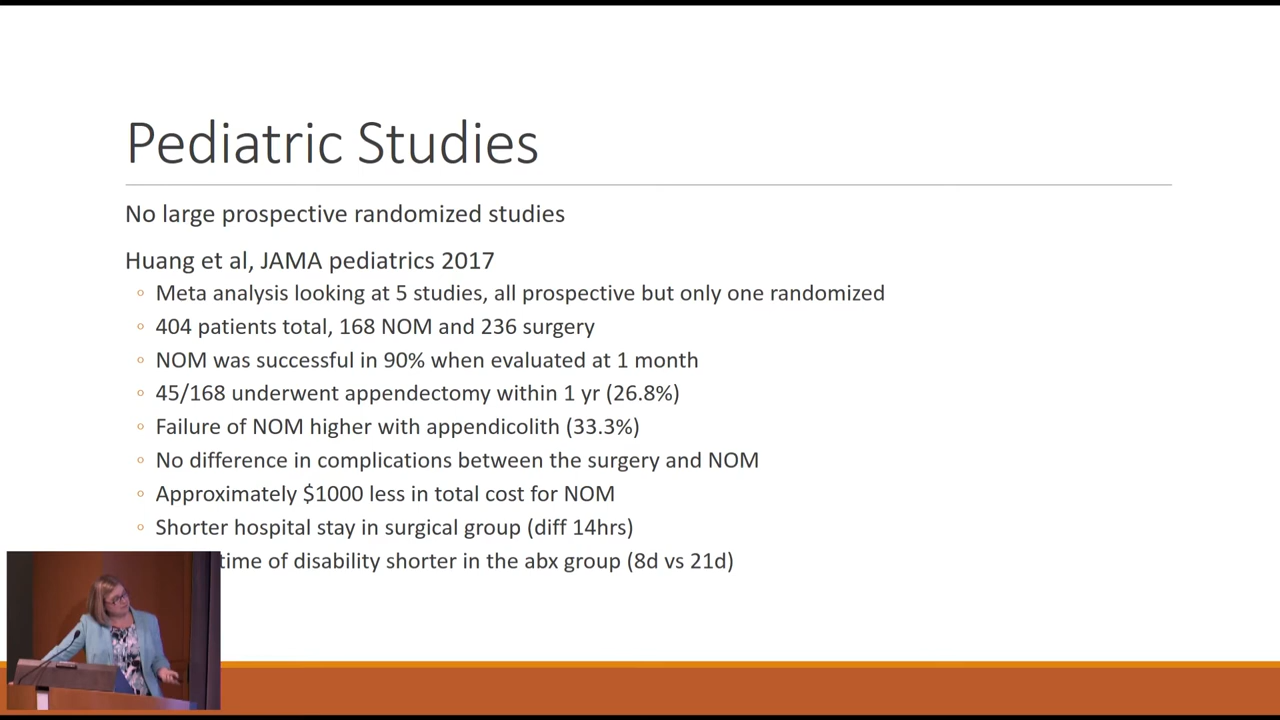 Pediatric Studies
No large prospective randomized studies
Huang et al, JAMA pediatrics 2017
Meta analysis looking at 5 studies, all prospective but only one randomized
404 patients total, 168 NOM and 236 surgery
NOM was successful in 90% when evaluated at 1 month
45/168 underwent appendectomy within 1 yr (26.8%)
Failure of NOM higher with appendicolith (33.3%)
No difference in complications between the surgery and NOM
Approximately $1000 less in total cost for NOM
Shorter hospital stay in surgical group (diff 14hrs)
time of disability shorter in the abx group (8d vs 21d)